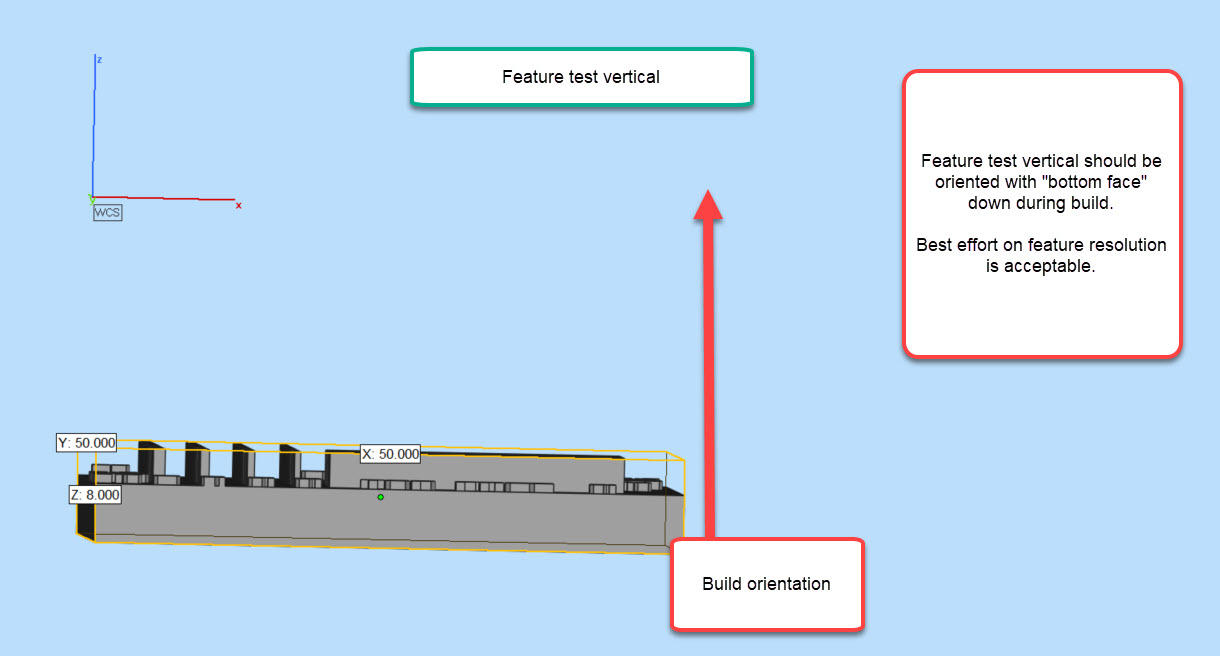 z
Feature test vertical
Feature test vertical should be
oriented with "bottom face"
down during build.
Best effort on feature resolution
is acceptable.
y
x
WCS
Y: 50.000
X: 50.000
Z: 8.000
Build orientation